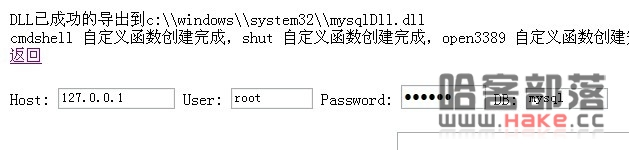 DLL已成功的导出到c:\\windows\\system32\\mysqlDll.dll
cmdshell 自定义函数创建完成，shut 自定义函数创建完成，open3389 自定义函数创建
返回
Host: 127.0.0.1 User: root Password: •••••• DB: mysql
哈客部落
www.Hake.cc